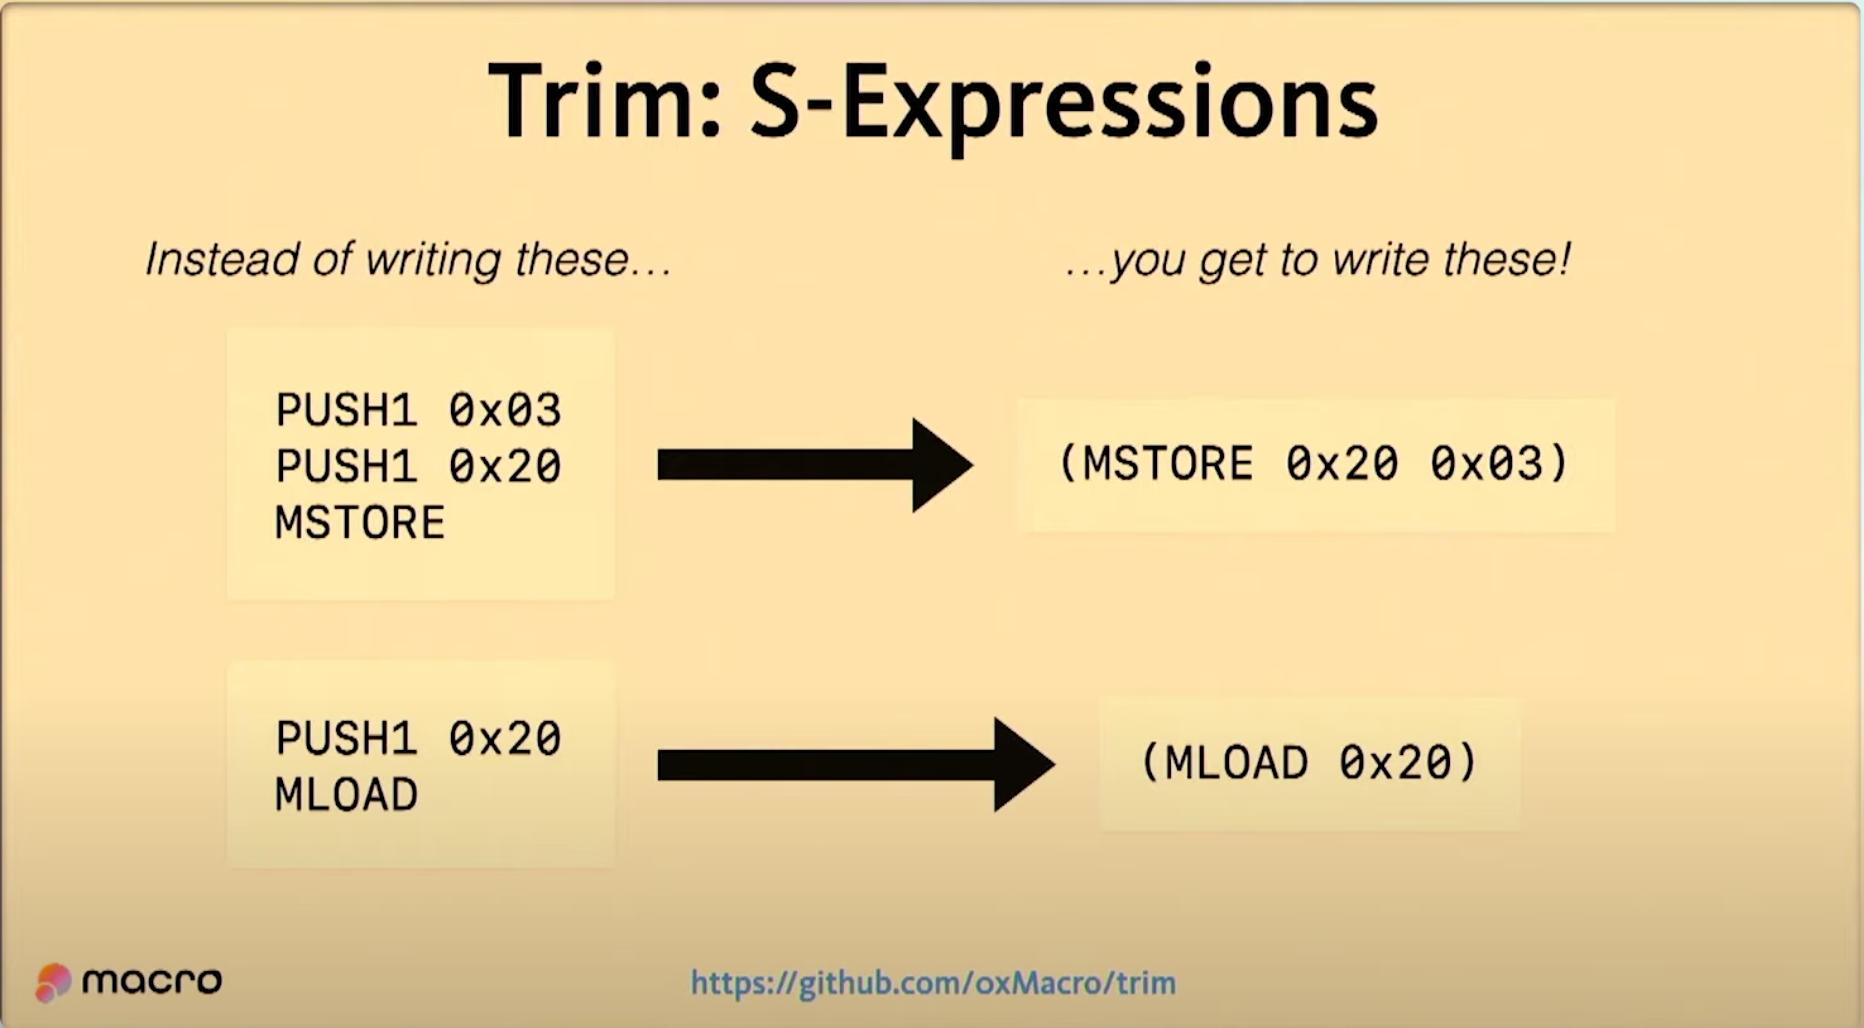 Trim: S-Expressions
Instead of writing these...
...you get to write these!
PUSH1 0x03
PUSH1 0x20
MSTORE
(MSTORE 0x20 0x03)
PUSH1 0x20
MLOAD
(MLOAD 0x20)
macro
https://github.com/oxMacro/trim